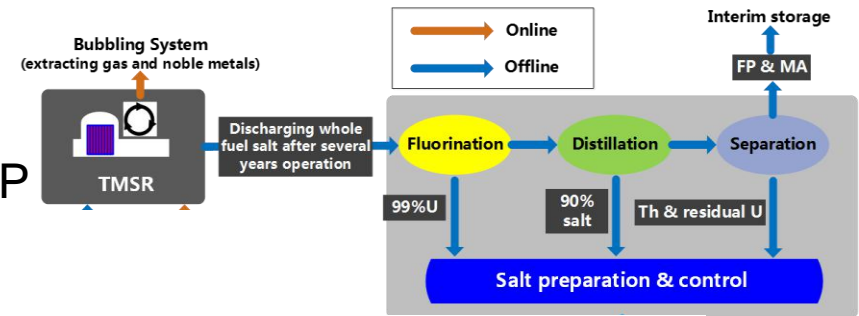 Bubbling System
(extracting gas and noble metals)
Online
Offline
Interim storage
FP & MA
Discharging whole
fuel salt after several
years operation
Fluorination
Distillation
Separation
P
TMSR
99%U
90%
salt
Th & residual U
Salt preparation & control